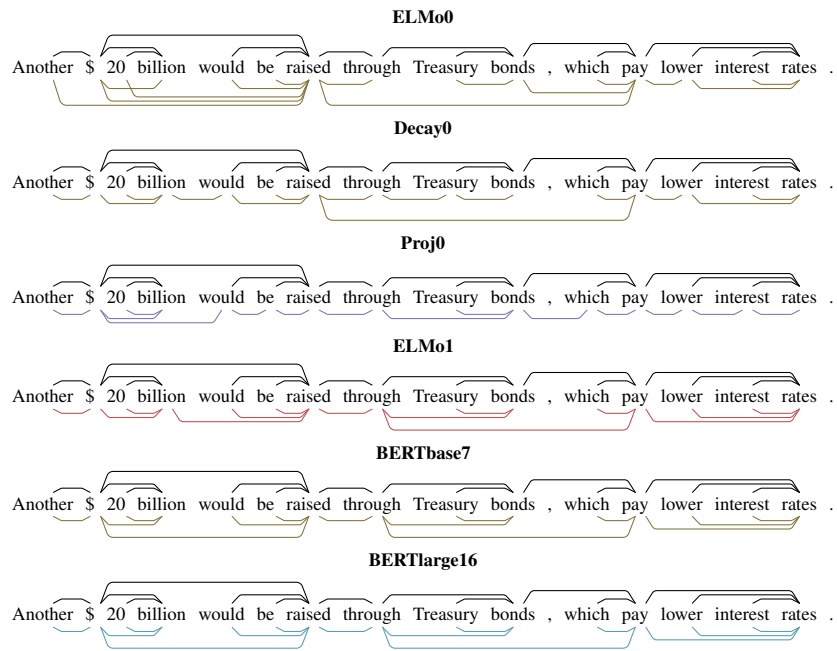 ELMo0
Another $ 20 billion would be raised through Treasury bonds , which pay lower interest rates .
Decay0
Another $ 20 billion would be raised through Treasury bonds , which pay lower interest rates .
Proj0
Another $ 20 billion would be raised through Treasury bonds , which pay lower interest rates .
ELMo1
Another $ 20 billion would be raised through Treasury bonds , which pay lower interest rates .
BERTbase7
Another $ 20 billion would be raised through Treasury bonds , which pay lower interest rates .
BERTlarge16
Another $ 20 billion would be raised through Treasury bonds , which pay lower interest rates .